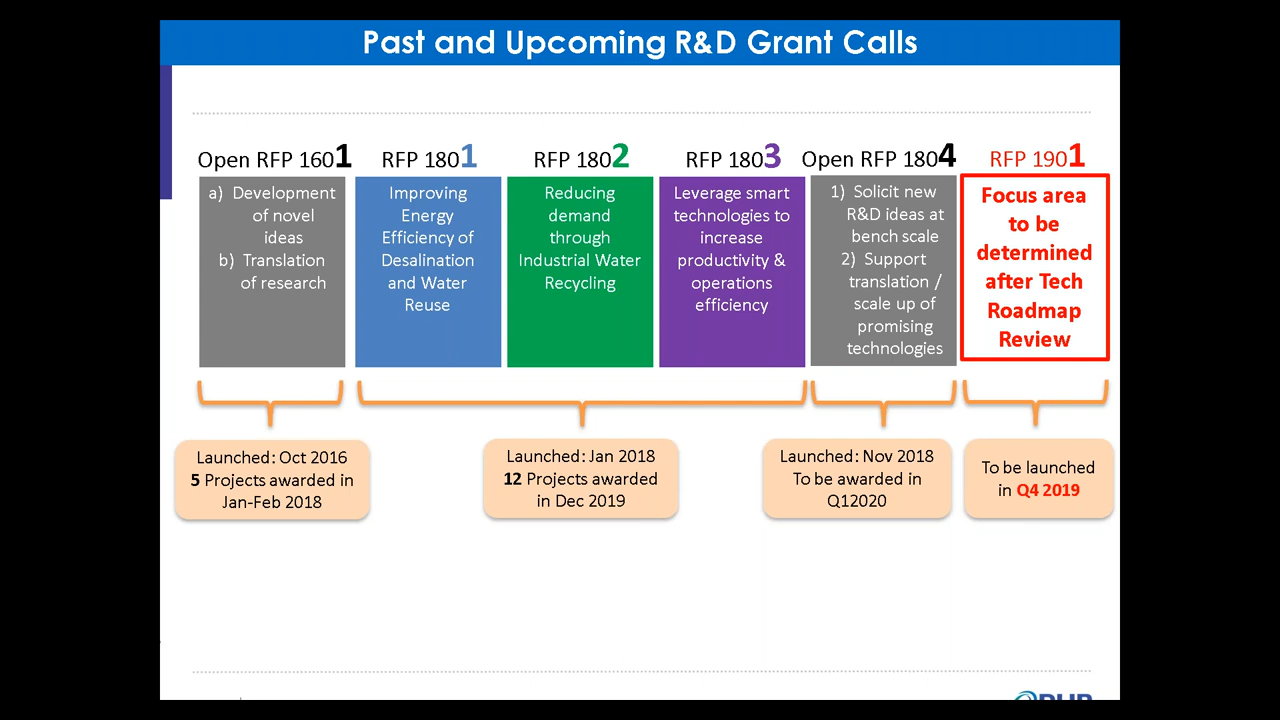 Past and Upcoming R&D Grant Calls
Open RFP 1601
a) Development
of novel
ideas
b) Translation
of research
RFP 1801
Improving
Energy
Efficiency of
Desalination
and Water
Reuse
RFP 1802
Reducing
demand
through
Industrial Water
Recycling
RFP 1803
Leverage smart
technologies to
increase
productivity &
operations
efficiency
Open RFP 1804
1) Solicit new
R&D ideas at
bench scale
2) Support
translation /
scale up of
promising
technologies
RFP 1901
Focus area
to be
determined
after Tech
Roadmap
Review
Launched: Oct 2016
5 Projects awarded in
Jan-Feb 2018
Launched: Jan 2018
12 Projects awarded
in Dec 2019
Launched: Nov 2018
To be awarded in
Q12020
To be launched
in Q4 2019